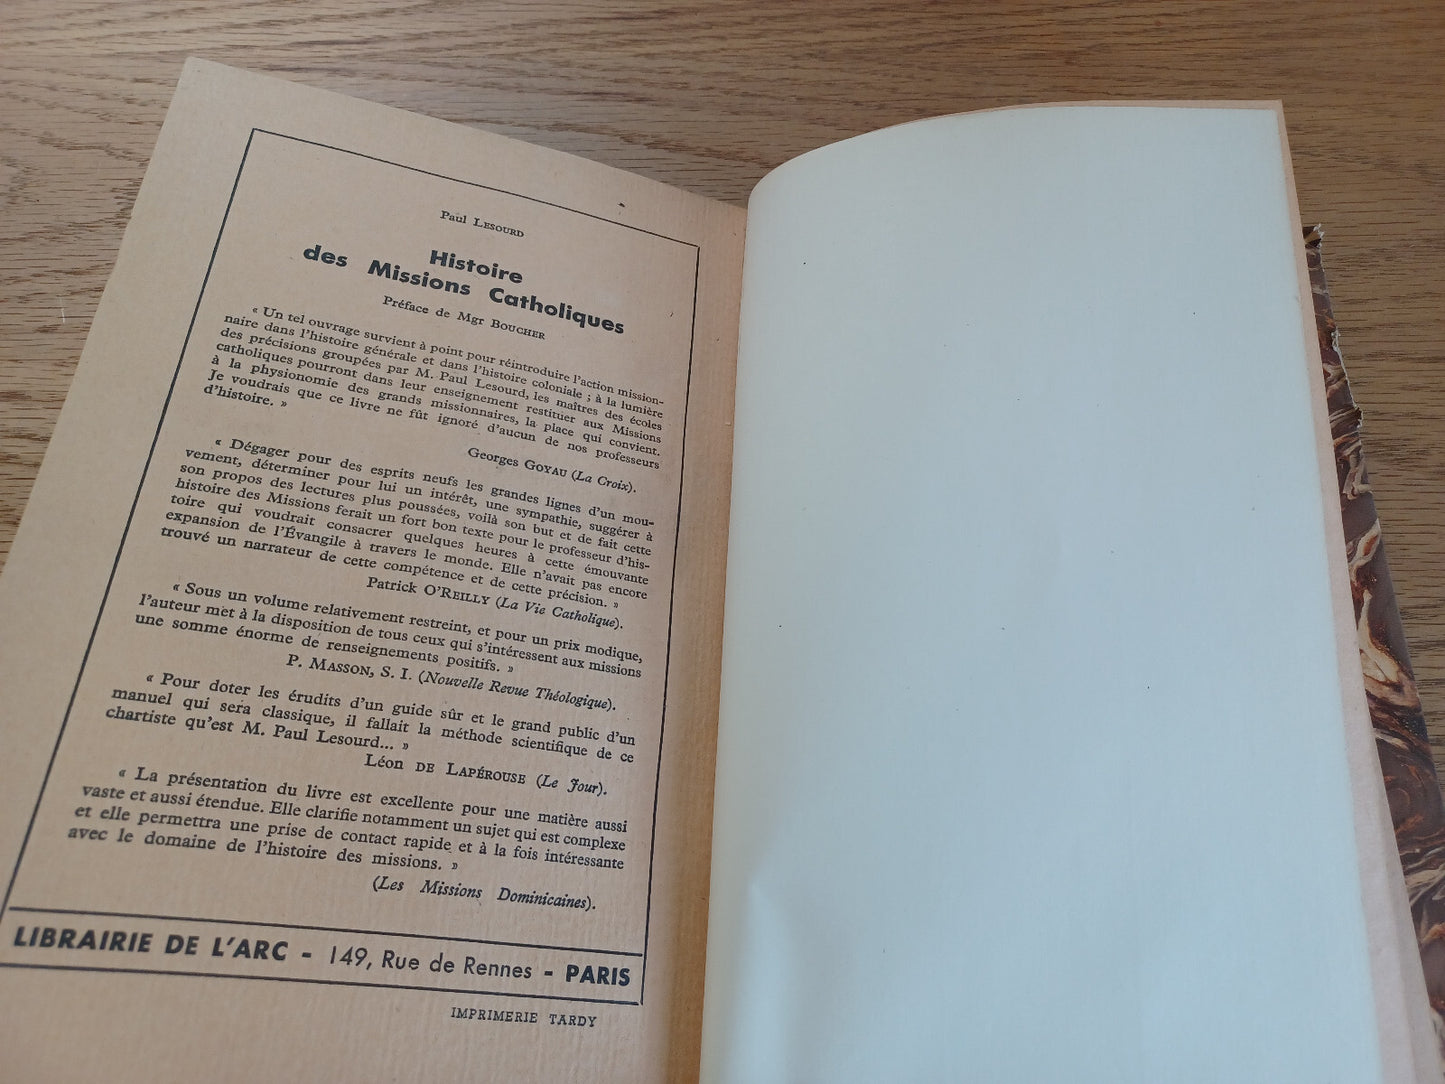 Paul LESOURD
Histoire
des Missions Catholiques
Préface de Mgr BOUCHER
« Un tel ouvrage survient à point pour réintroduire l'action mission-
naire dans l'histoire générale et dans l'histoire coloniale ; à la lumière
des précisions groupées par M. Paul Lesourd, les maîtres des écoles
catholiques pourront dans leur enseignement restituer aux Missions
à la physionomie des grands missionnaires, la place qui convient.
Je voudrais que ce livre ne fût ignoré d'aucun de nos professeurs
d'histoire. »
Georges GOYAU (La Croix).
« Dégager pour des esprits neufs les grandes lignes d'un mou-
vement, déterminer pour lui un intérêt, une sympathie, suggérer à
son propos des lectures plus poussées, voilà son but et de fait cette
histoire des Missions ferait un fort bon texte pour le professeur d'his-
toire qui voudrait consacrer quelques heures à cette émouvante
expansion de l'Évangile à travers le monde. Elle n'avait pas encore
trouvé un narrateur de cette compétence et de cette précision. »
Patrick O'REILLY (La Vie Catholique).
« Sous un volume relativement restreint, et pour un prix modique,
l'auteur met à la disposition de tous ceux qui s'intéressent aux missions
une somme énorme de renseignements positifs. »
P. MASSON, S. I. (Nouvelle Revue Théologique).
« Pour doter les érudits d'un guide sûr et le grand public d'un
manuel qui sera classique, il fallait la méthode scientifique de ce
chartiste qu'est M. Paul Lesourd... »
Léon DE LAPÉROUSE (Le Jour).
« La présentation du livre est excellente pour une matière aussi
vaste et aussi étendue. Elle clarifie notamment un sujet qui est complexe
et elle permettra une prise de contact rapide et à la fois intéressante
avec le domaine de l'histoire des missions. »
(Les Missions Dominicaines).
LIBRAIRIE DE L'ARC - 149, Rue de Rennes - PARIS
IMPRIMERIE TARDY